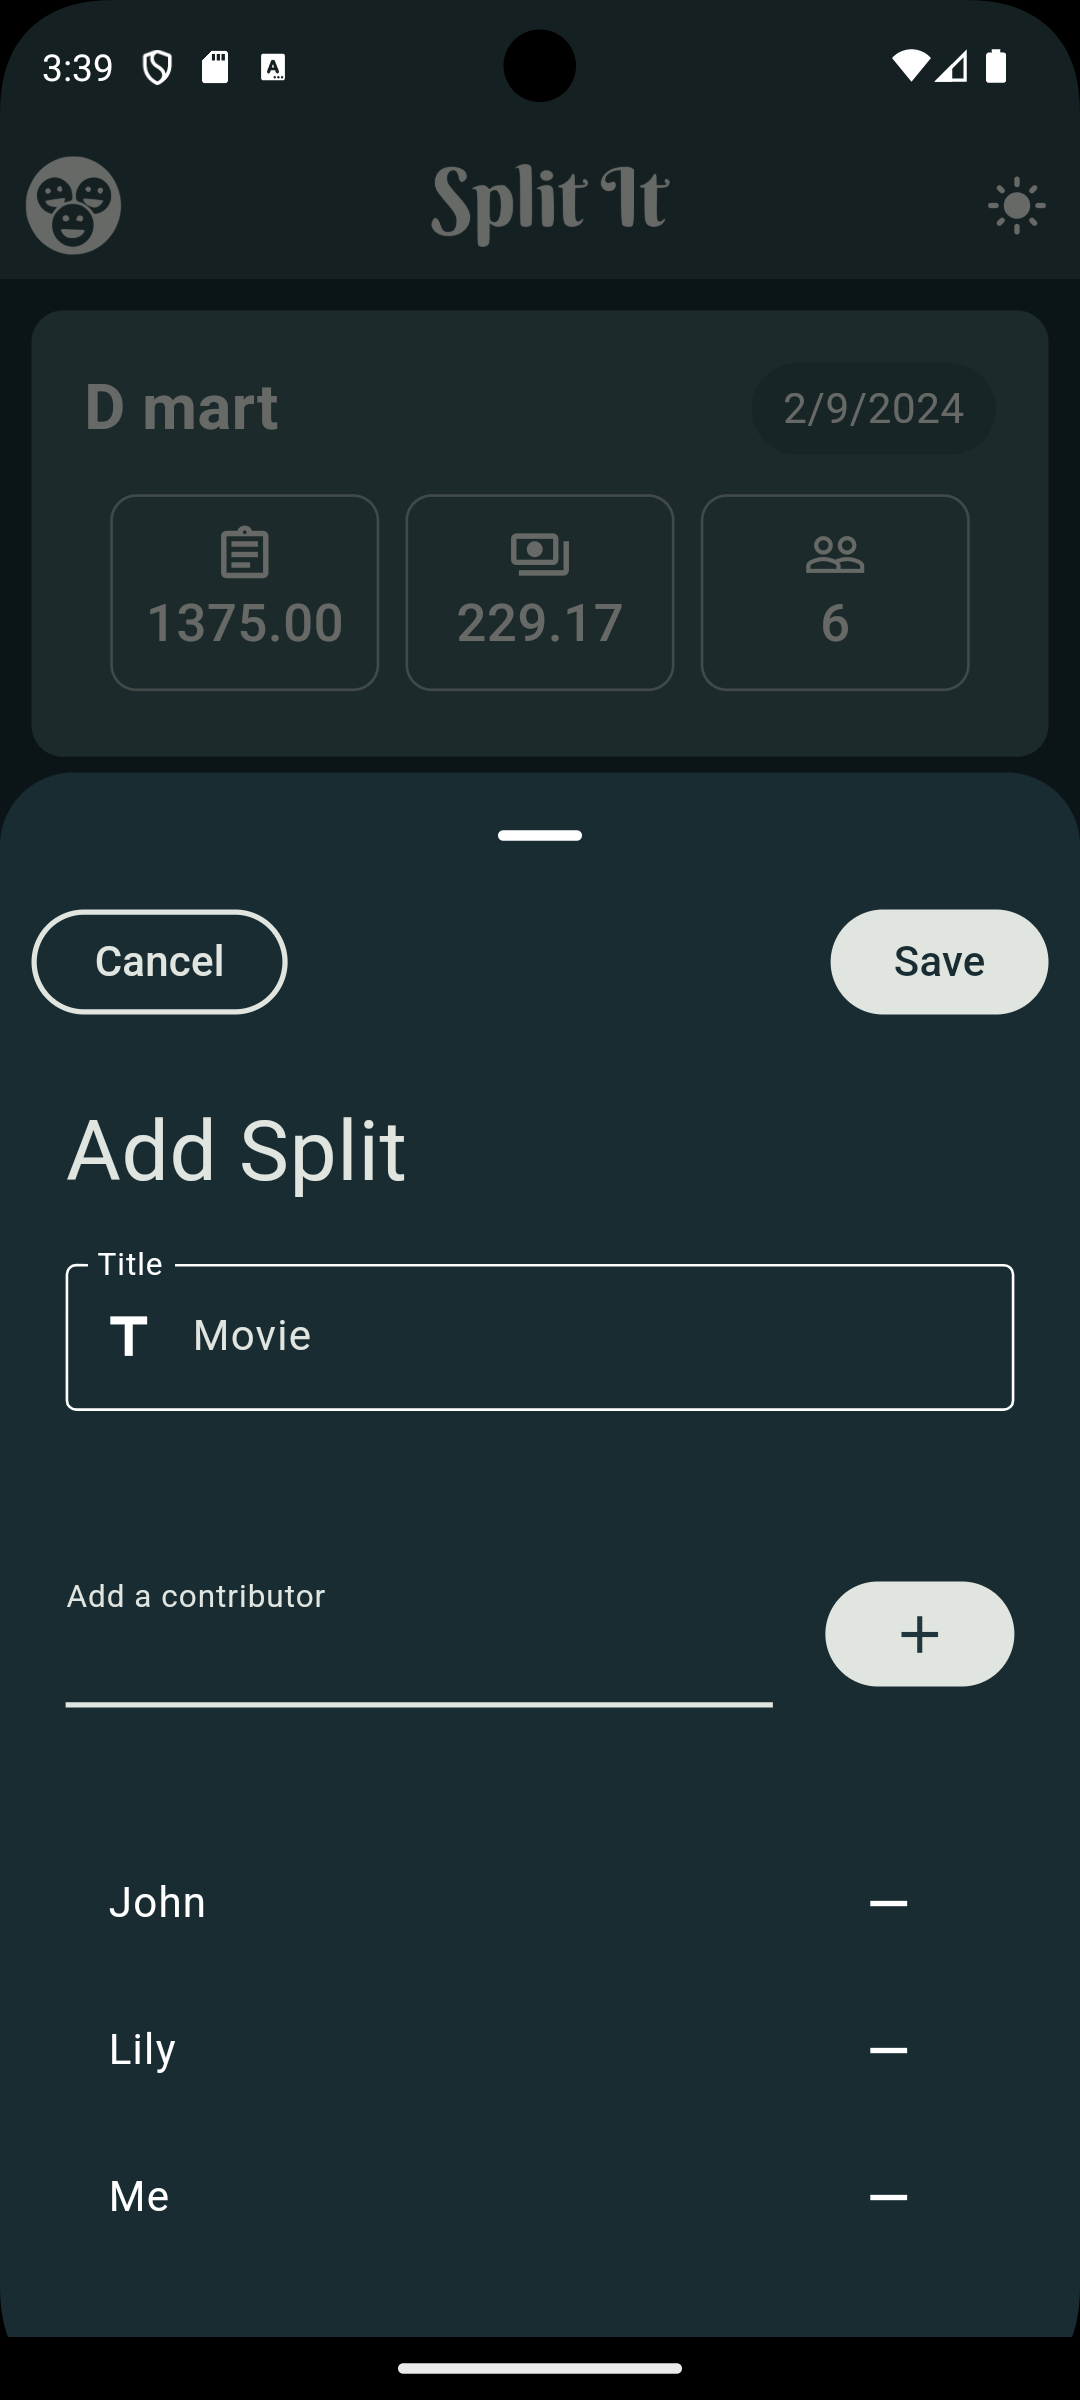 3:39
Split It
D mart
2/9/2024
1375.00
229.17
6
Cancel
Save
Add Split
Title
Movie
Add a contributor
John
Lily
Me